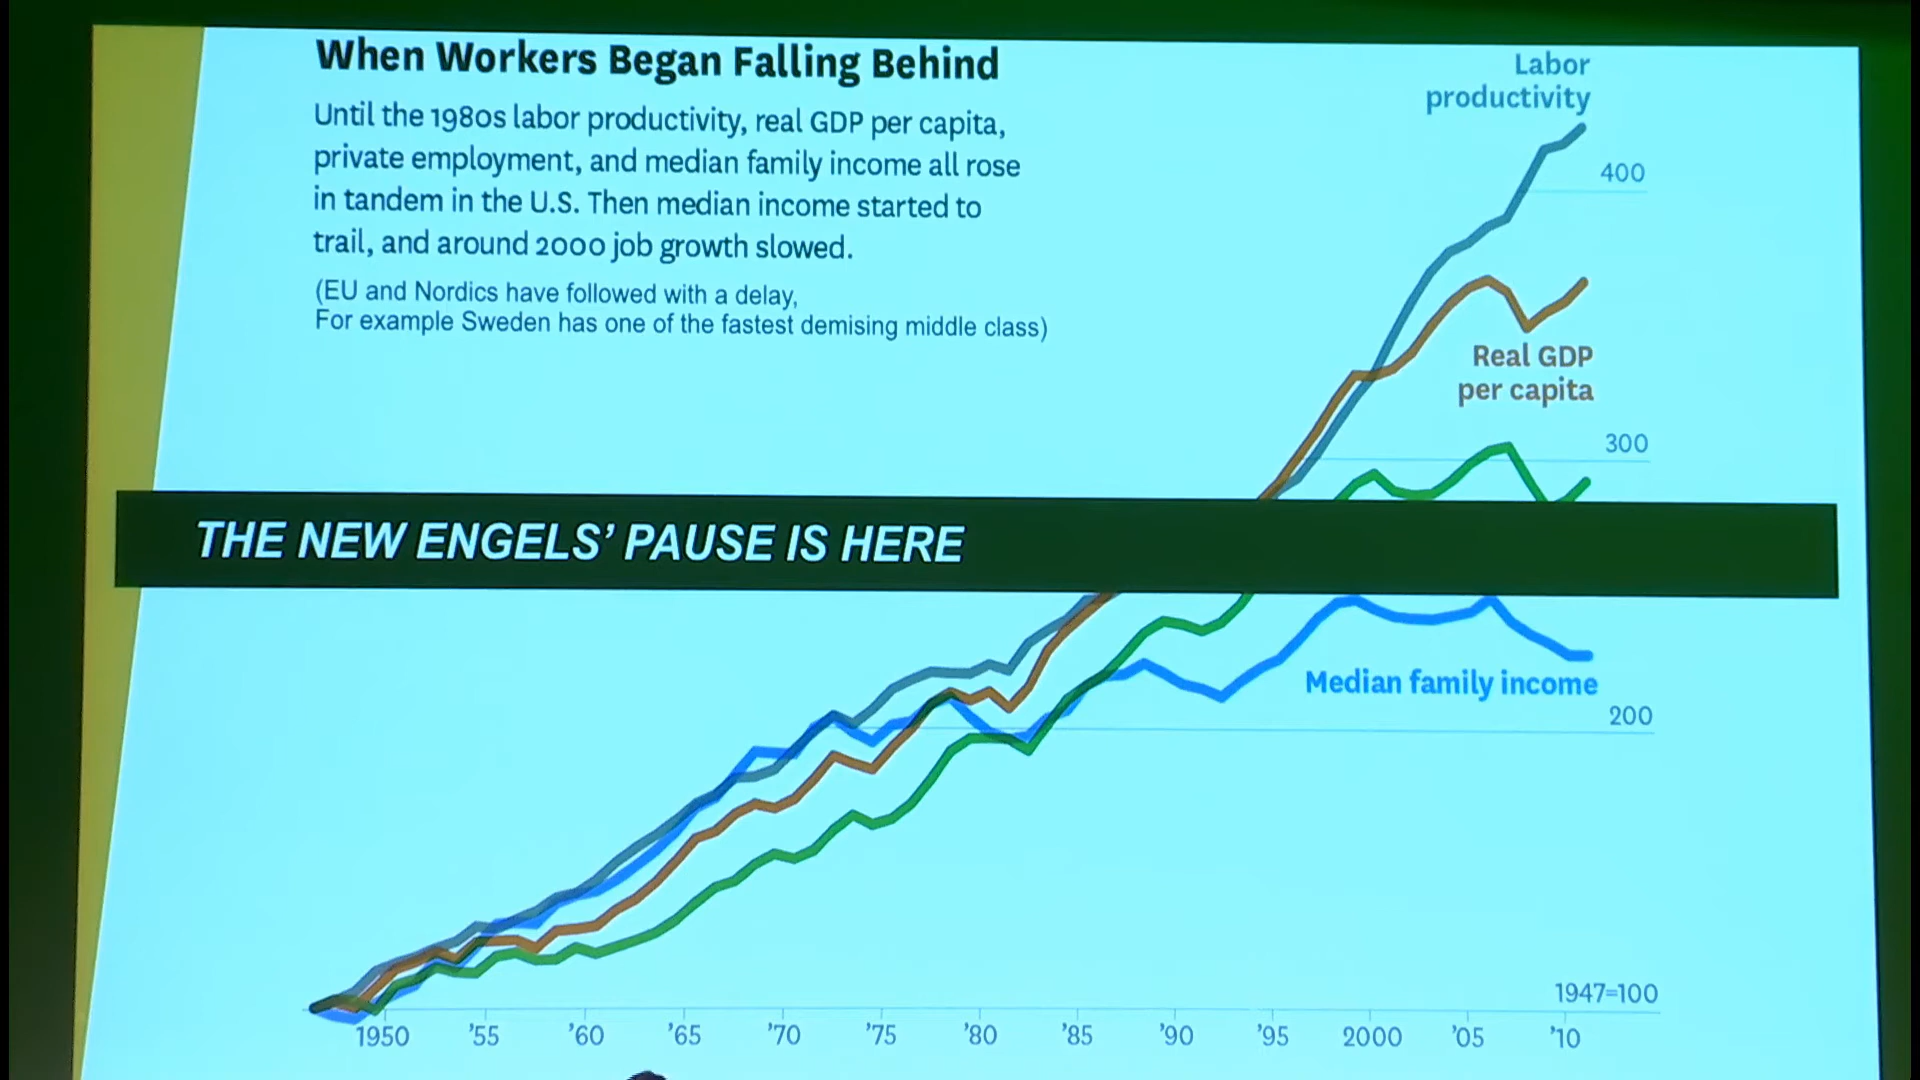 When Workers Began Falling Behind
Until the 1980s labor productivity, real GDP per capita,
private employment, and median family income all rose
in tandem in the U.S. Then median income started to
trail, and around 2000 job growth slowed.
(EU and Nordics have followed with a delay,
For example Sweden has one of the fastest demising middle class)
Labor
productivity
400
Real GDP
per capita
300
THE NEW ENGELS’ PAUSE IS HERE
Median family income
200
1947=100
1950 ’55 ’60 ’65 ’70 ’75 ’80 ’85 ’90 ’95 2000 ’05 ’10